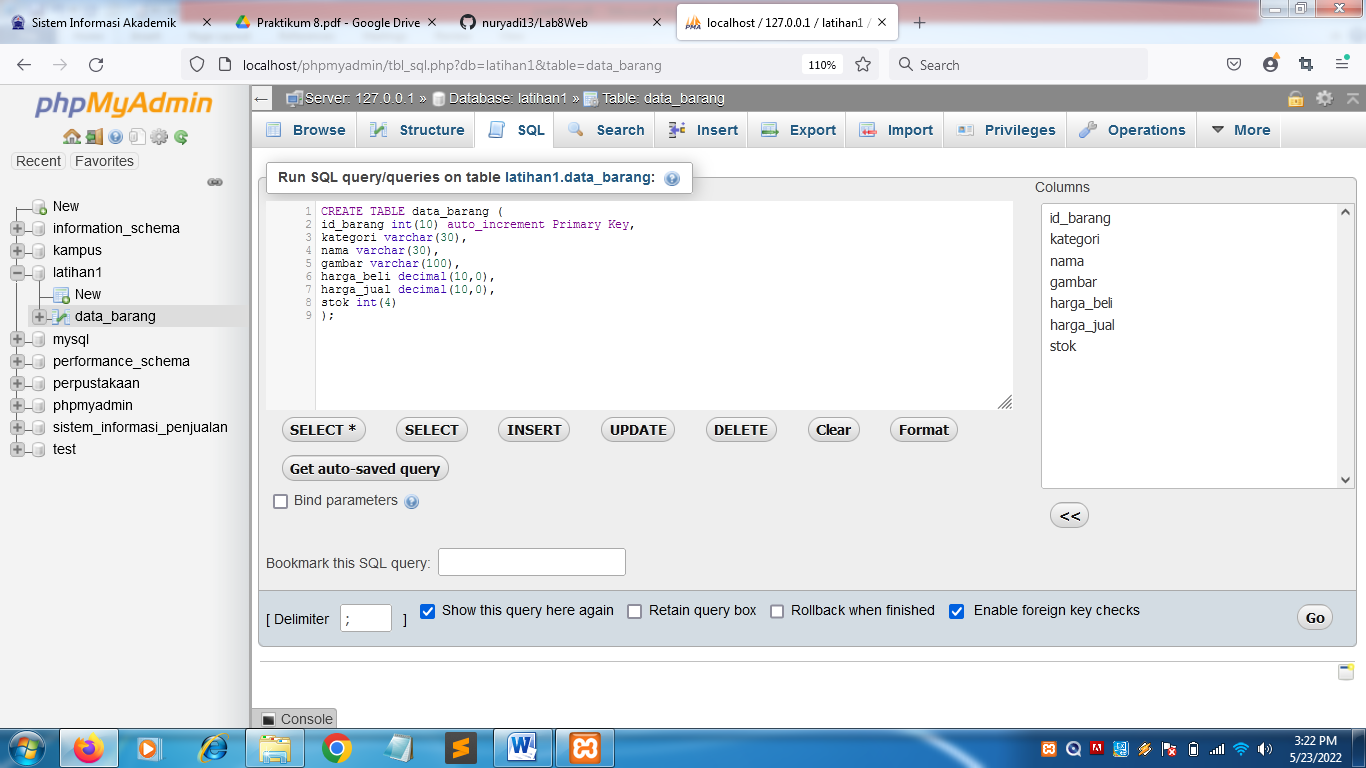 Sistem Informasi Akademik
Praktikum 8.pdf - Google Drive
nuryadi13/Lab8Web
localhost / 127.0.0.1 / latihan1 /
localhost/phpmyadmin/tbl_sql.php?db=latihan1&table=data_barang
110%
Search
phpMyAdmin
Recent
Favorites
New
information_schema
kampus
latihan1
New
data_barang
mysql
performance_schema
perpustakaan
phpmyadmin
sistem_informasi_penjualan
test
Server: 127.0.0.1 » Database: latihan1 » Table: data_barang
Browse
Structure
SQL
Search
Insert
Export
Import
Privileges
Operations
More
Run SQL query/queries on table latihan1.data_barang:
1 CREATE TABLE data_barang (
2 id_barang int(10) auto_increment Primary Key,
3 kategori varchar(30),
4 nama varchar(30),
5 gambar varchar(100),
6 harga_beli decimal(10,0),
7 harga_jual decimal(10,0),
8 stok int(4)
9 );
Columns
id_barang
kategori
nama
gambar
harga_beli
harga_jual
stok
<<
SELECT *
SELECT
INSERT
UPDATE
DELETE
Clear
Format
Get auto-saved query
Bind parameters
Bookmark this SQL query:
[ Delimiter ; ]
Show this query here again
Retain query box
Rollback when finished
Enable foreign key checks
Go
Console
3:22 PM
5/23/2022